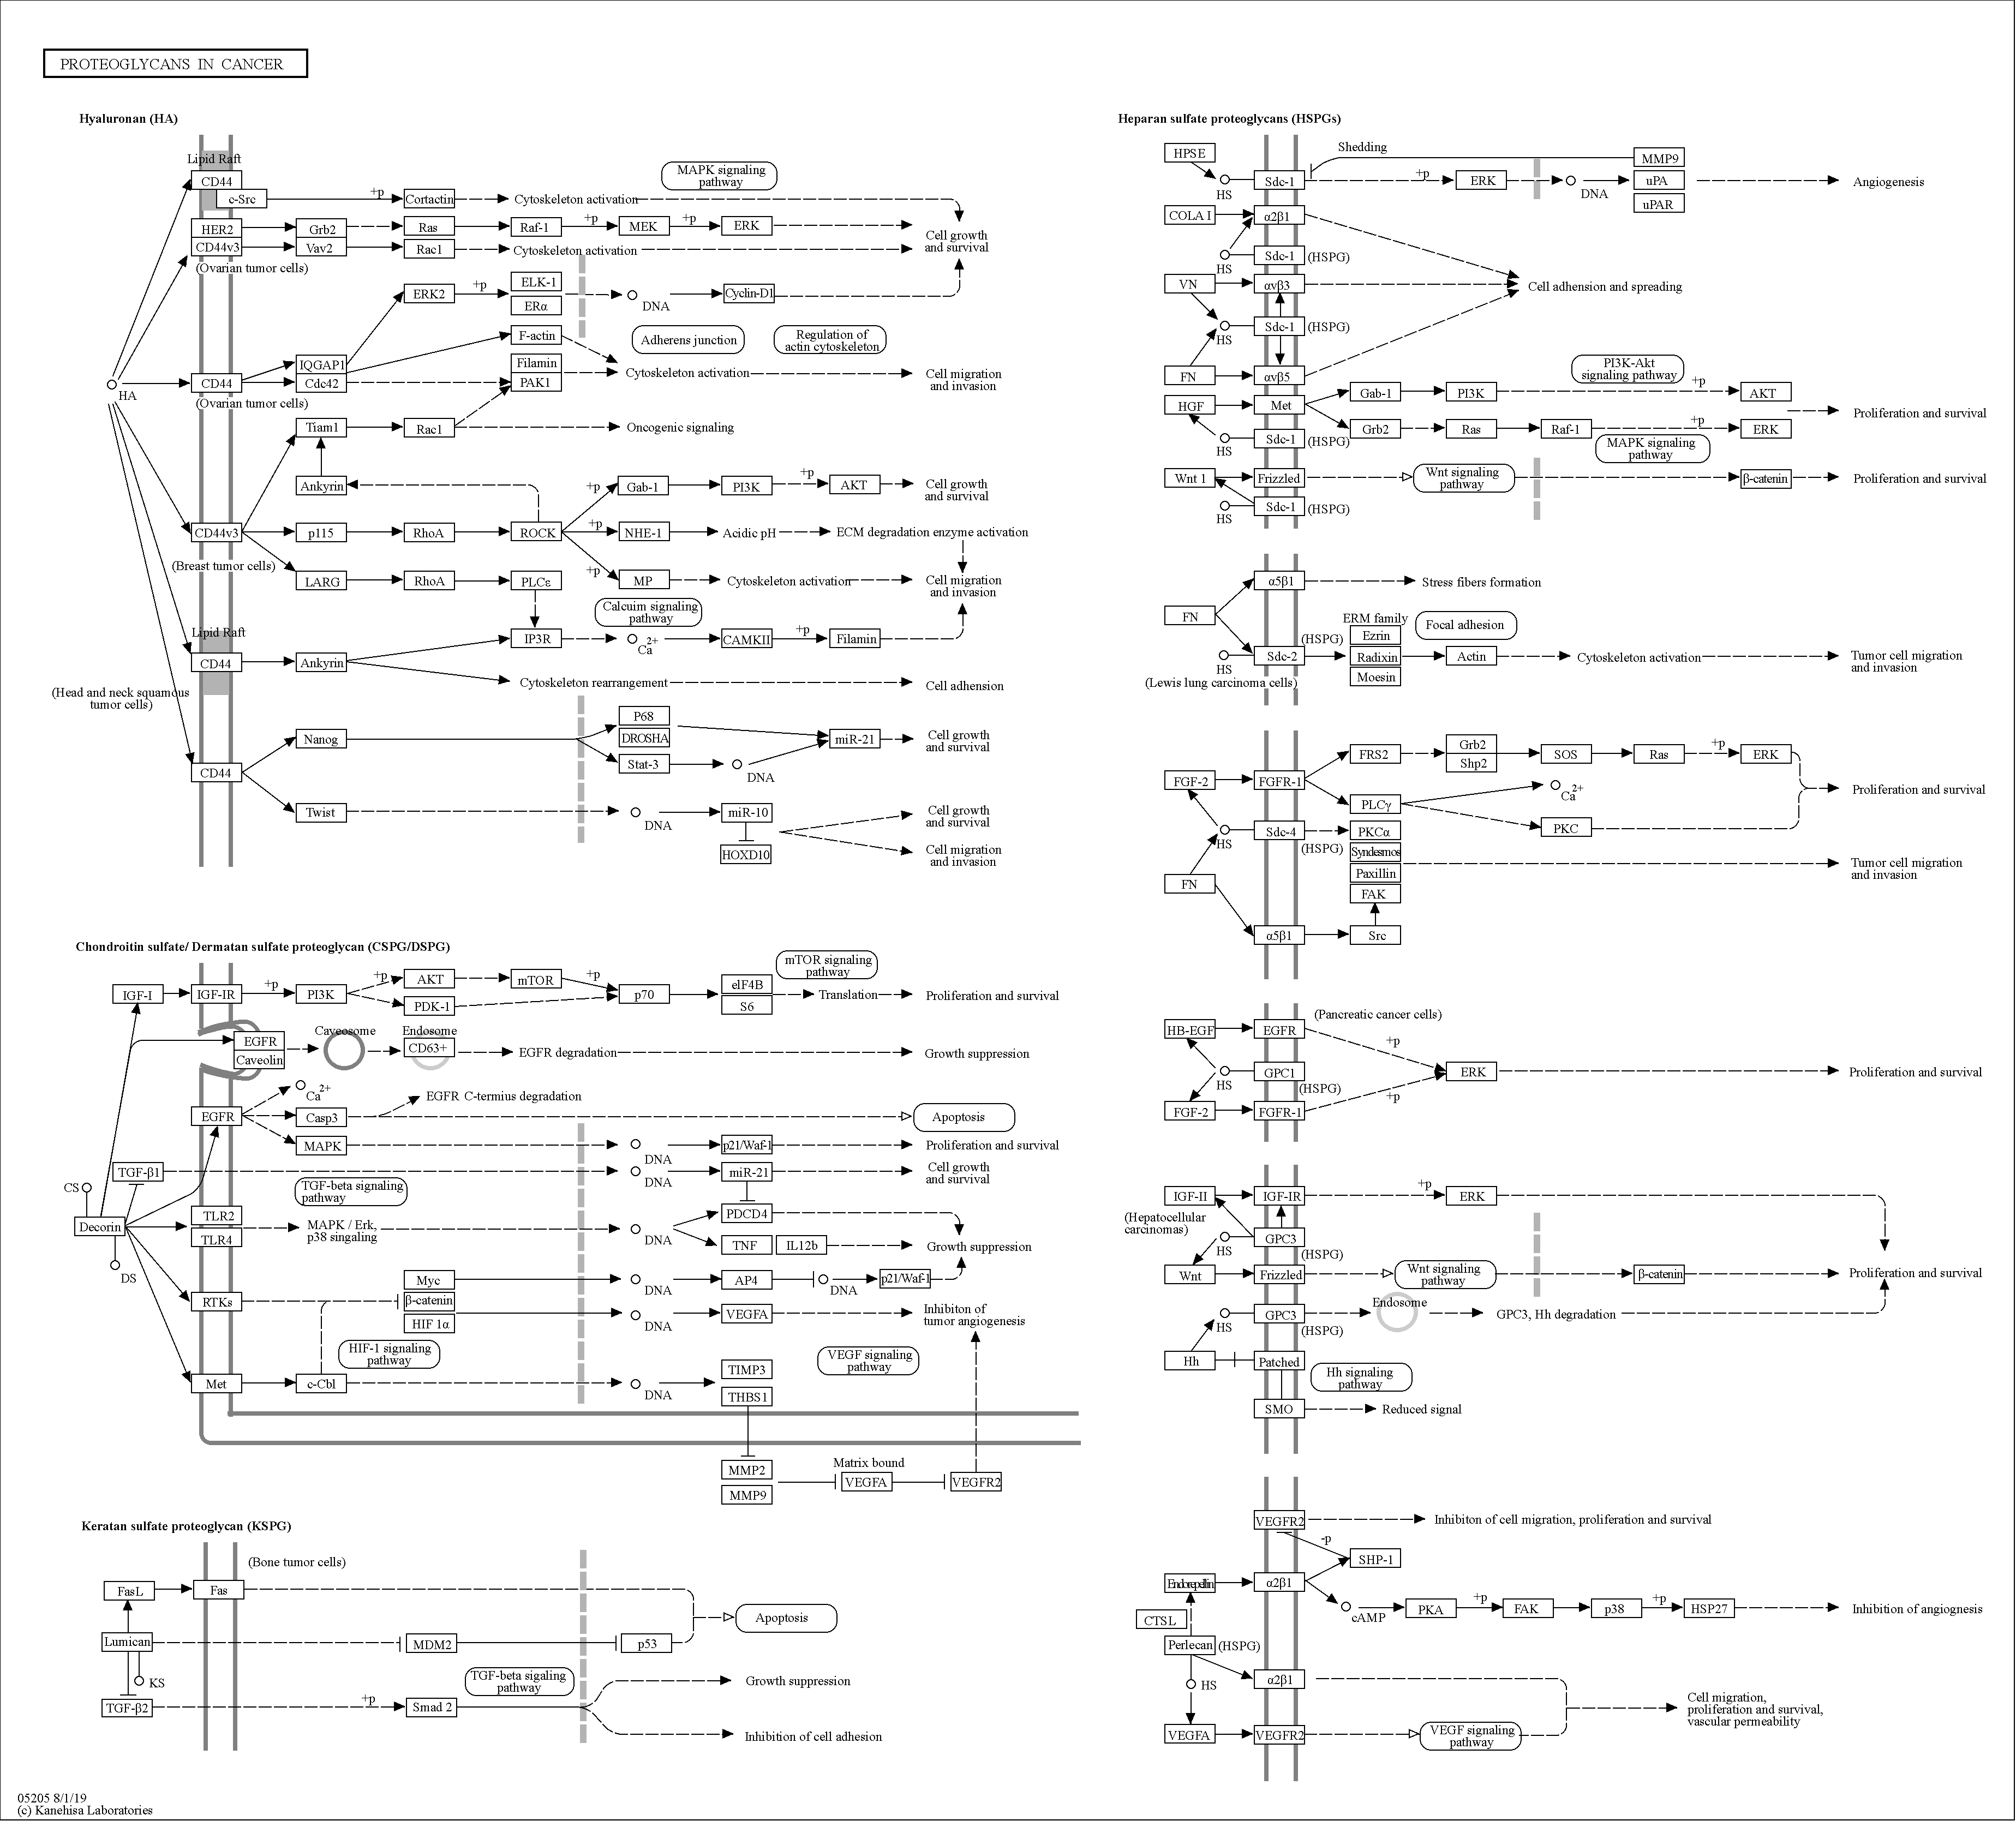 PROTEOGLYCANS IN CANCER
Hyaluronan (HA)
Lipid Raft
CD44
c-Src
+p
Cortactin
Cytoskeleton activation
MAPK signaling
pathway
HER2
Grb2
Ras
Raf-1
+p
MEK
+p
ERK
Cell growth
and survival
CD44v3
Vav2
Rac1
Cytoskeleton activation
(Ovarian tumor cells)
ERK2
+p
ELK-1
ERα
DNA
Cyclin-D1
F-actin
Adherens junction
Regulation of
actin cytoskeleton
HA
CD44
IQGAP1
Cdc42
Filamin
PAK1
Cytoskeleton activation
Cell migration
and invasion
(Ovarian tumor cells)
Tiam1
Rac1
Oncogenic signaling
Ankyrin
+p
Gab-1
PI3K
+p
AKT
Cell growth
and survival
CD44v3
p115
RhoA
ROCK
+p
NHE-1
Acidic pH
ECM degradation enzyme activation
(Breast tumor cells)
LARG
RhoA
PLCε
+p
MP
Cytoskeleton activation
Cell migration
and invasion
Calcuim signaling
pathway
Lipid Raft
IP3R
Ca2+
CAMKII
+p
Filamin
CD44
Ankyrin
Cytoskeleton rearrangement
Cell adhesion
(Head and neck squamous
tumor cells)
Nanog
P68
DROSHA
Stat-3
DNA
miR-21
Cell growth
and survival
CD44
Twist
DNA
miR-10
HOXD10
Cell growth
and survival
Cell migration
and invasion
Chondroitin sulfate/ Dermatan sulfate proteoglycan (CSPG/DSPG)
IGF-I
IGF-IR
+p
PI3K
+p
AKT
mTOR
+p
PDK-1
p70
eIF4B
S6
mTOR signaling
pathway
Translation
Proliferation and survival
EGFR
Caveolin
Caveosome
Endosome
CD63+
EGFR degradation
Growth suppression
Ca2+
EGFR
Casp3
EGFR C-termius degradation
Apoptosis
MAPK
DNA
p21/Waf-1
Proliferation and survival
TGF-β1
DNA
miR-21
Cell growth
and survival
CS
Decorin
DS
TGF-beta signaling
pathway
TLR2
TLR4
MAPK / Erk,
p38 singaling
DNA
PDCD4
TNF
IL12b
Growth suppression
RTKs
Myc
β-catenin
HIF 1α
DNA
AP4
DNA
p21/Waf-1
DNA
VEGFA
Inhibiton of
tumor angiogenesis
HIF-1 signaling
pathway
VEGF signaling
pathway
Met
c-Cbl
DNA
TIMP3
THBS1
MMP2
MMP9
Matrix bound
VEGFA
VEGFR2
Keratan sulfate proteoglycan (KSPG)
(Bone tumor cells)
FasL
Fas
Apoptosis
Lumican
MDM2
p53
KS
TGF-β2
+p
Smad 2
TGF-beta sigaling
pathway
Growth suppression
Inhibition of cell adhesion
05205 8/1/19
(c) Kanehisa Laboratories
Heparan sulfate proteoglycans (HSPGs)
HPSE
Shedding
MMP9
HS
Sdc-1
+p
ERK
DNA
uPA
uPAR
Angiogenesis
COLA I
α2β1
HS
Sdc-1
(HSPG)
VN
αvβ3
Cell adhension and spreading
HS
Sdc-1
(HSPG)
FN
αvβ5
PI3K-Akt
signaling pathway
HGF
Met
Gab-1
PI3K
+p
AKT
Proliferation and survival
HS
Sdc-1
(HSPG)
Grb2
Ras
Raf-1
+p
ERK
MAPK signaling
pathway
Wnt 1
Frizzled
Wnt signaling
pathway
β-catenin
Proliferation and survival
HS
Sdc-1
(HSPG)
α5β1
Stress fibers formation
FN
ERM family
Focal adhesion
HS
Sdc-2
(HSPG)
Ezrin
Radixin
Moesin
Actin
Cytoskeleton activation
Tumor cell migration
and invasion
(Lewis lung carcinoma cells)
FGF-2
FGFR-1
FRS2
Grb2
Shp2
SOS
Ras
+p
ERK
PLCγ
Ca2+
PKC
Proliferation and survival
HS
Sdc-4
(HSPG)
PKCα
Syndesmos
Paxillin
FAK
Tumor cell migration
and invasion
FN
α5β1
Src
(Pancreatic cancer cells)
HB-EGF
EGFR
+p
HS
GPC1
(HSPG)
ERK
Proliferation and survival
FGF-2
FGFR-1
+p
IGF-II
IGF-IR
+p
ERK
(Hepatocellular
carcinomas)
HS
GPC3
(HSPG)
Wnt
Frizzled
Wnt signaling
pathway
β-catenin
Proliferation and survival
HS
GPC3
(HSPG)
Endosome
GPC3, Hh degradation
Hh
Patched
Hh signaling
pathway
SMO
Reduced signal
VEGFR2
Inhibiton of cell migration, proliferation and survival
-p
SHP-1
Endorepellin
α2β1
cAMP
PKA
+p
FAK
p38
+p
HSP27
Inhibition of angiognesis
CTSL
Perlecan
(HSPG)
α2β1
HS
Cell migration,
proliferation and survival,
vascular permeability
VEGFA
VEGFR2
VEGF signaling
pathway